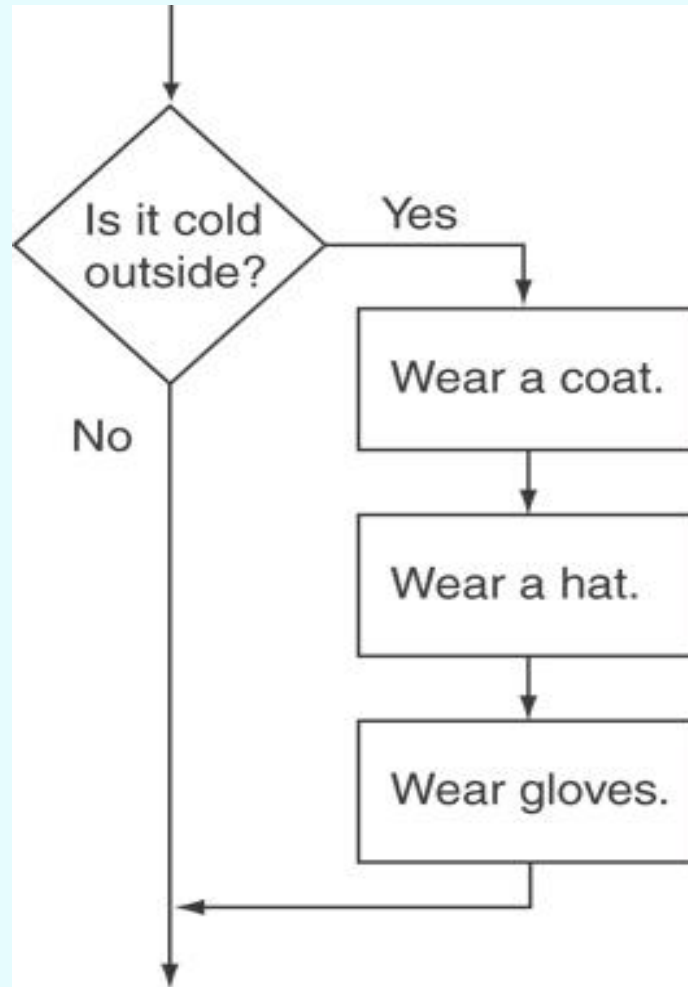 Is it cold
outside?
Yes
Wear a coat.
No
Wear a hat.
Wear gloves.